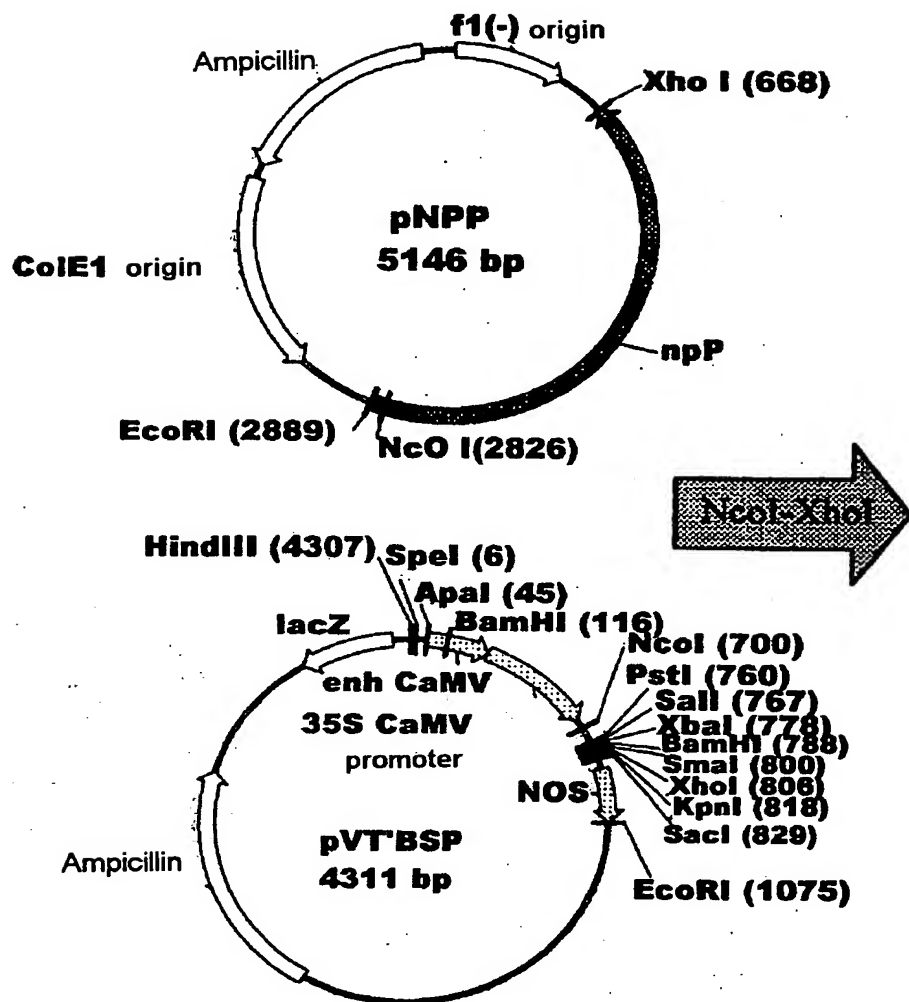 f1(-) origin
Ampicillin
Xho I (668)
pNPP
5146 bp
ColE1 origin
npP
EcoRI (2889)
NcO I(2826)
NcoI-XhoI
HindIII (4307)
SpeI (6)
ApaI (45)
lacZ
BamHI (116)
NcoI (700)
PstI (760)
enh CaMV
SalI (767)
35S CaMV
XbaI (778)
BamHI (788)
promoter
SmaI (800)
XhoI (806)
NOS
KpnI (818)
SacI (829)
pVT'BSP
Ampicillin
4311 bp
EcoRI (1075)